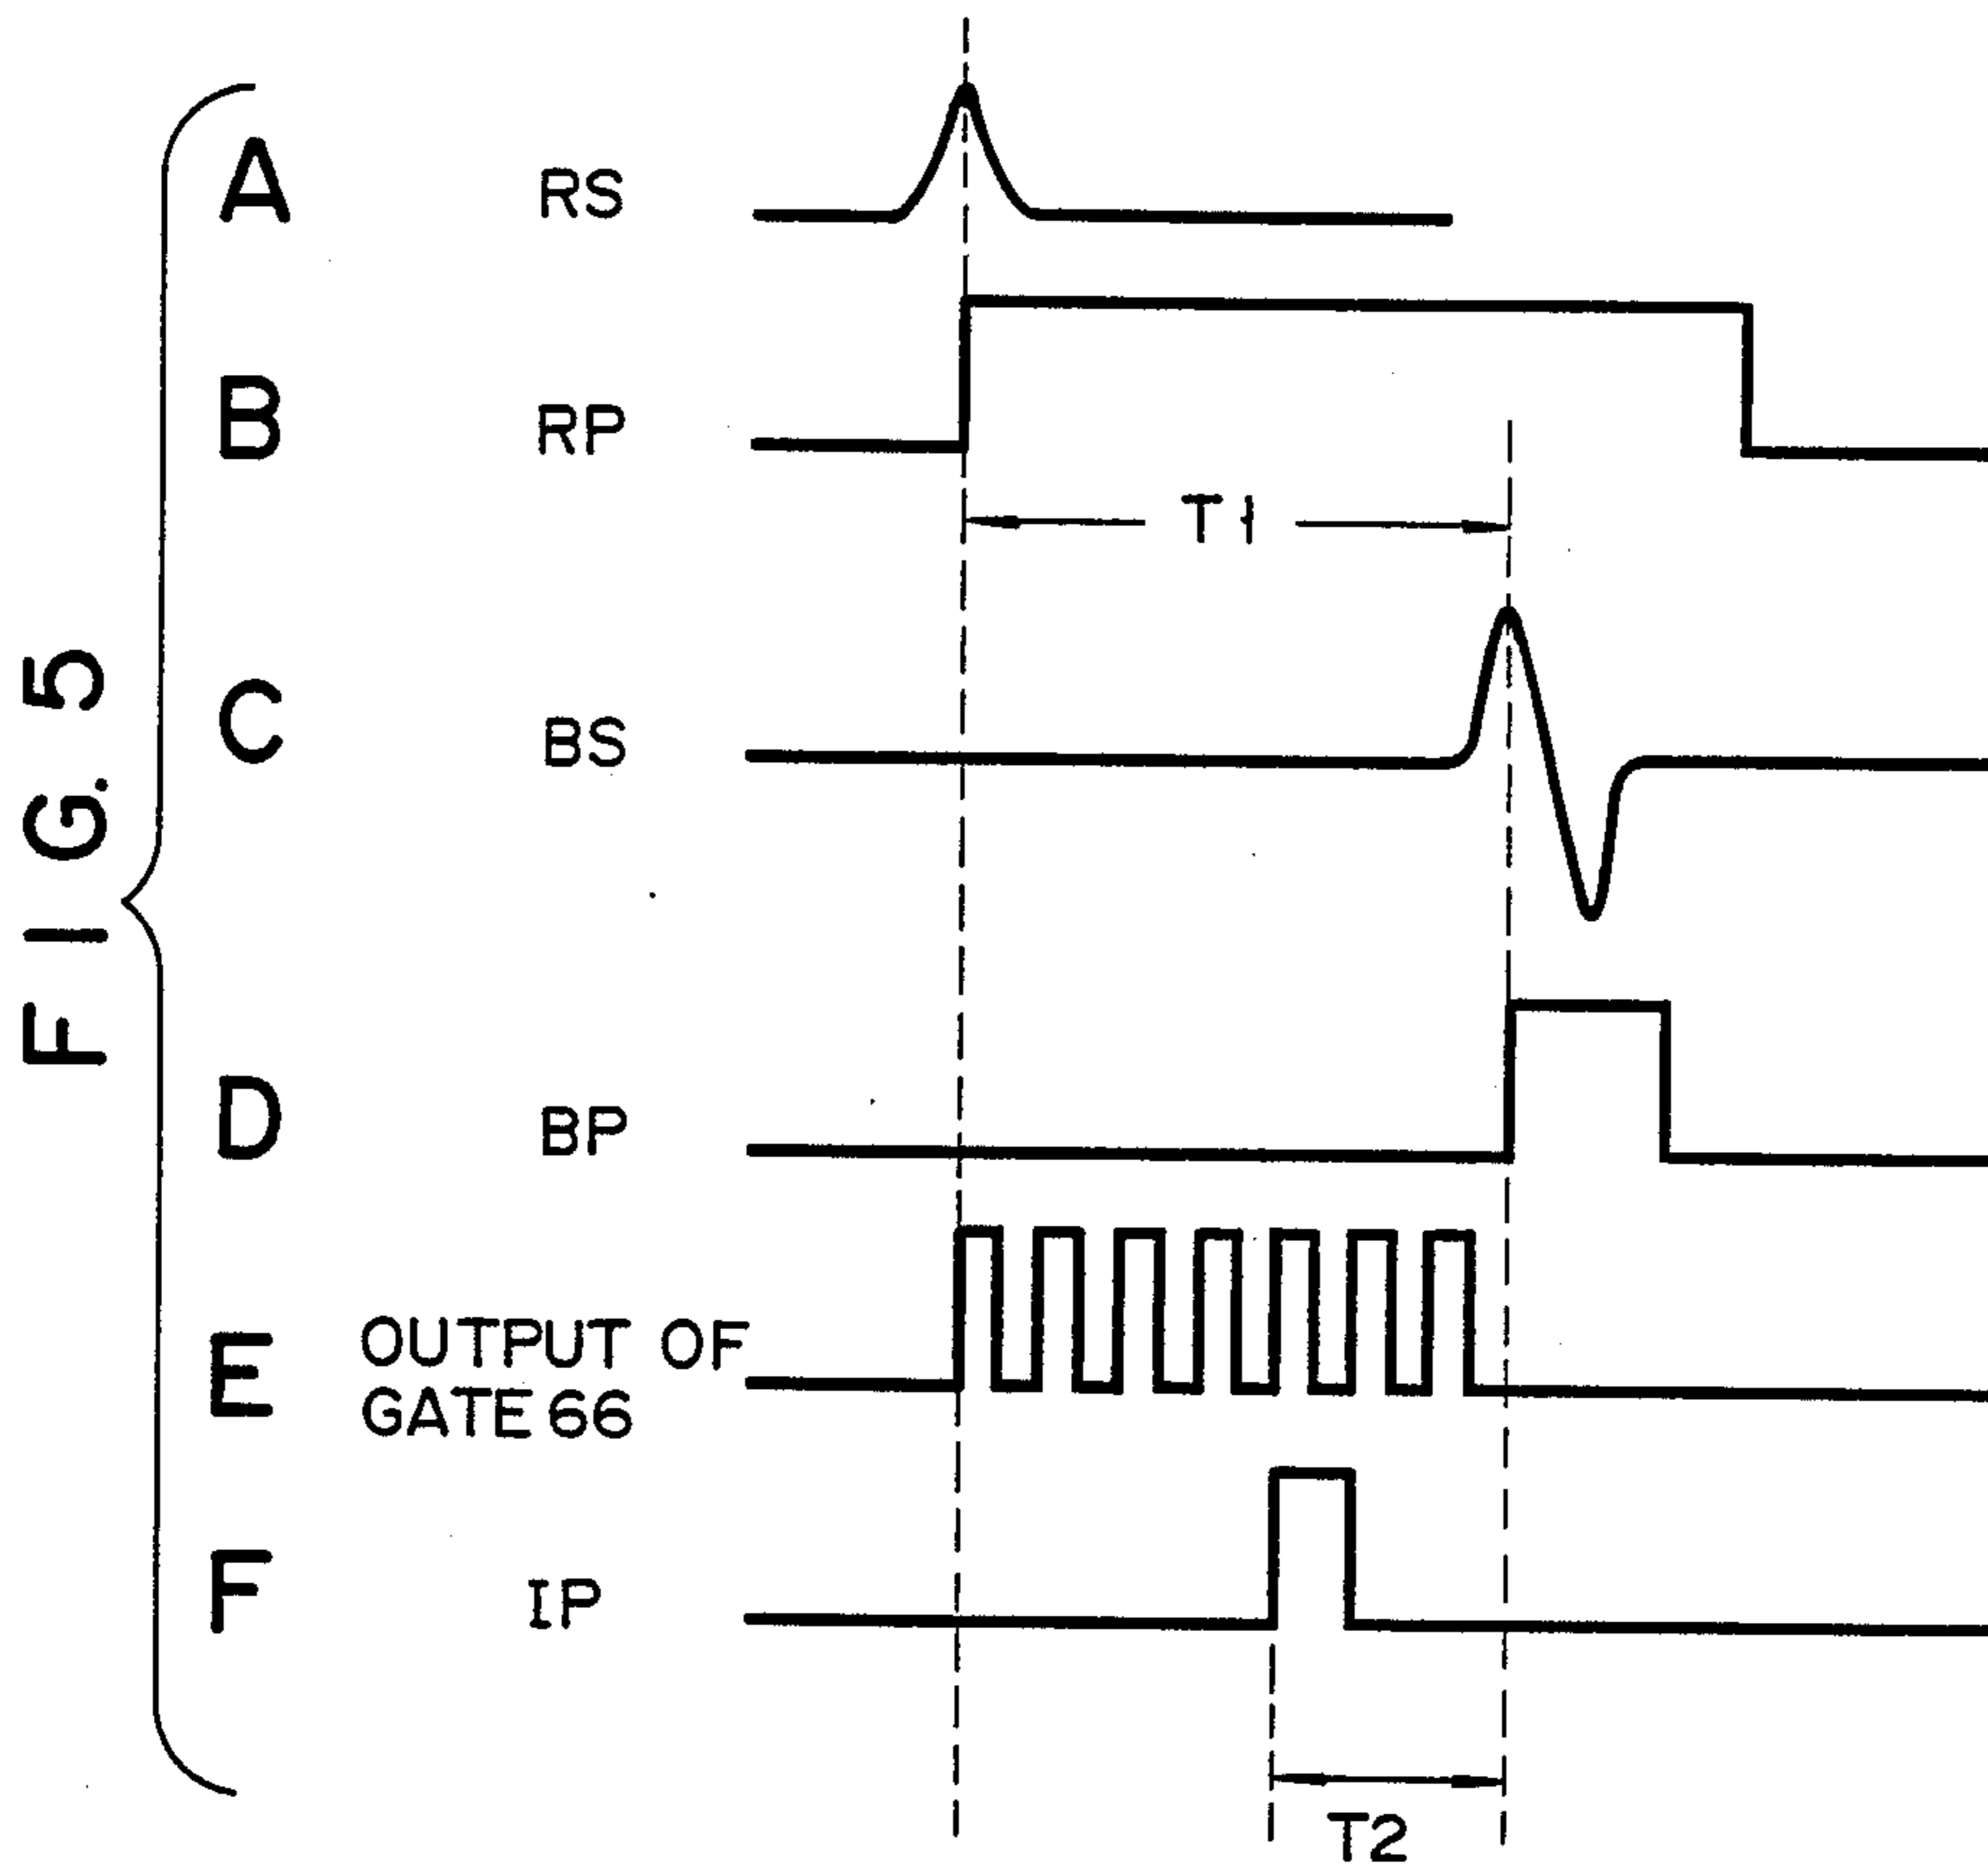 FIG. 5
A RS
B RP
T1
C BS
D BP
E OUTPUT OF
GATE 66
F IP
T2